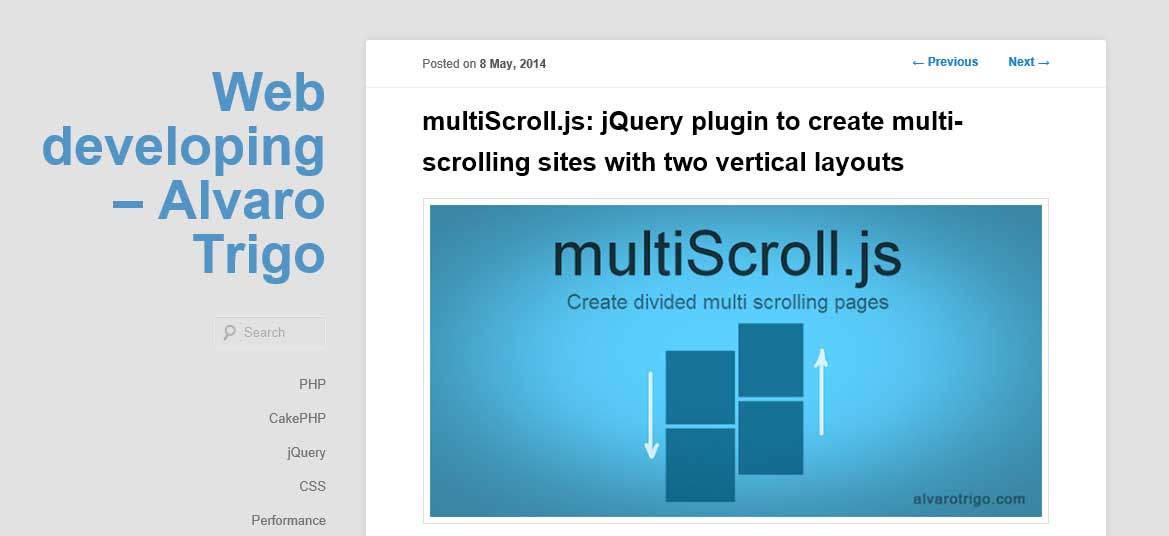 Web
developing
– Alvaro
Trigo
Search
PHP
CakePHP
jQuery
CSS
Performance
Posted on 8 May, 2014
← Previous Next →
multiScroll.js: jQuery plugin to create multi-
scrolling sites with two vertical layouts
multiScroll.js
Create divided multi scrolling pages
alvarotrigo.com